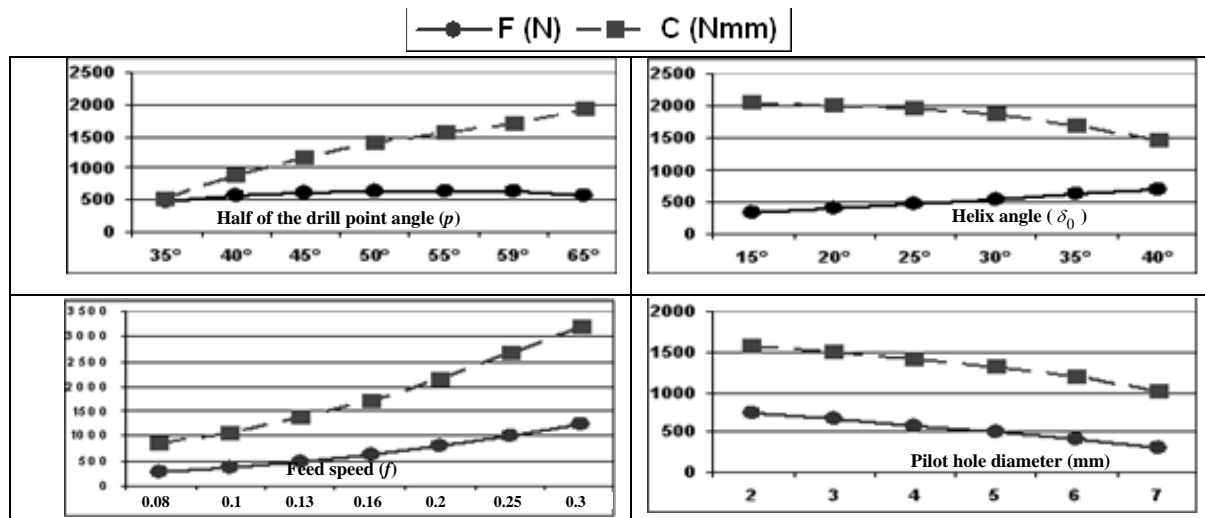 F (N) C (Nmm)
2500
2000
1500
1000
500
0
Half of the drill point angle (p)
35° 40° 45° 50° 55° 59° 65°
2500
2000
1500
1000
500
0
Helix angle ( δ0 )
15° 20° 25° 30° 35° 40°
3500
3000
2500
2000
1500
1000
500
0
Feed speed (f)
0.08 0.1 0.13 0.16 0.2 0.25 0.3
2000
1500
1000
500
0
Pilot hole diameter (mm)
2 3 4 5 6 7